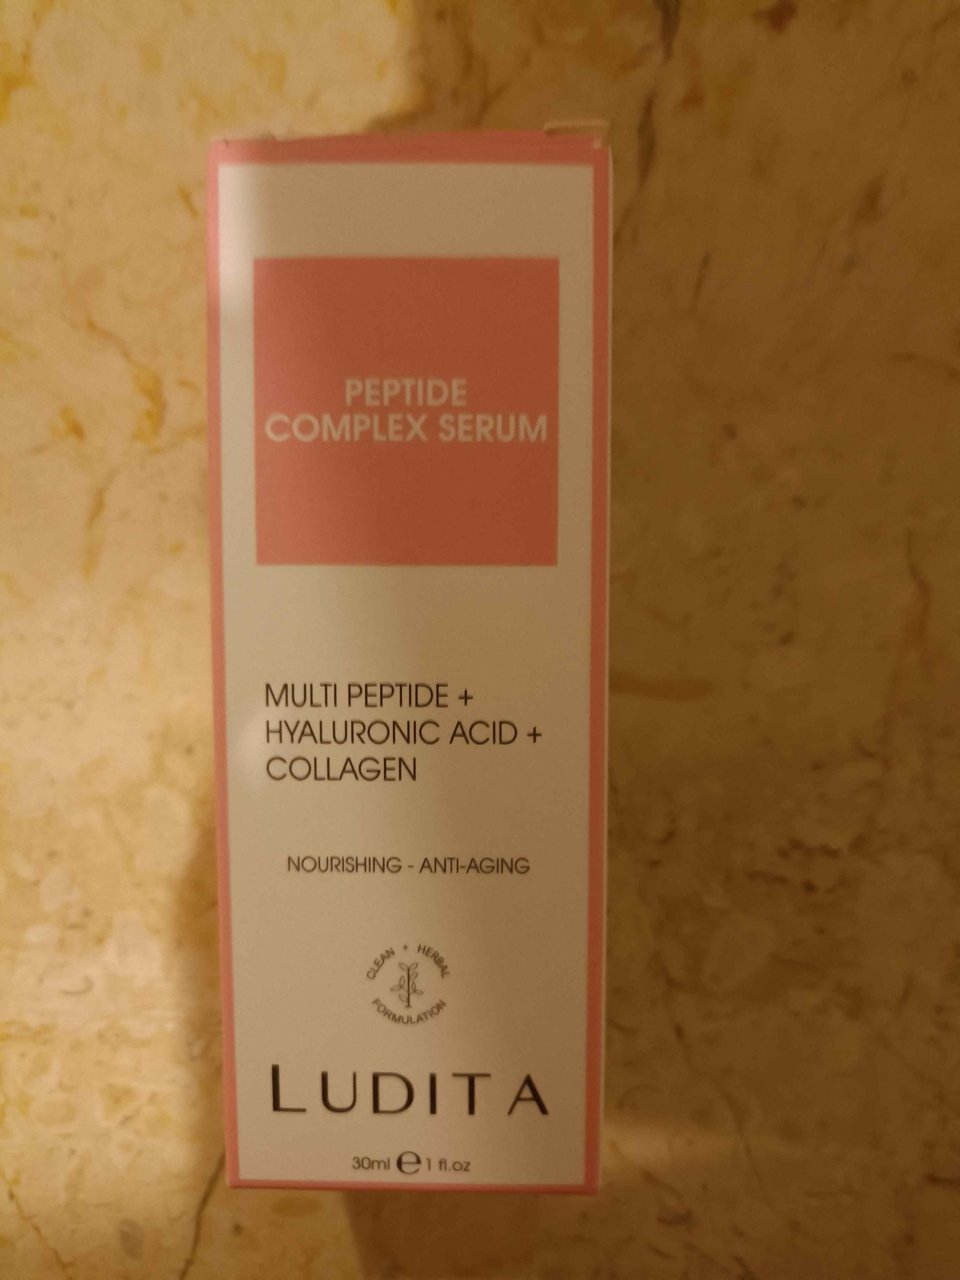 PEPTIDE
COMPLEX SERUM
MULTI PEPTIDE +
HYALURONIC ACID +
COLLAGEN
NOURISHING - ANTI-AGING
CLEAN + HERBAL
FORMULATION
LUDITA
30ml e 1 fl.oz